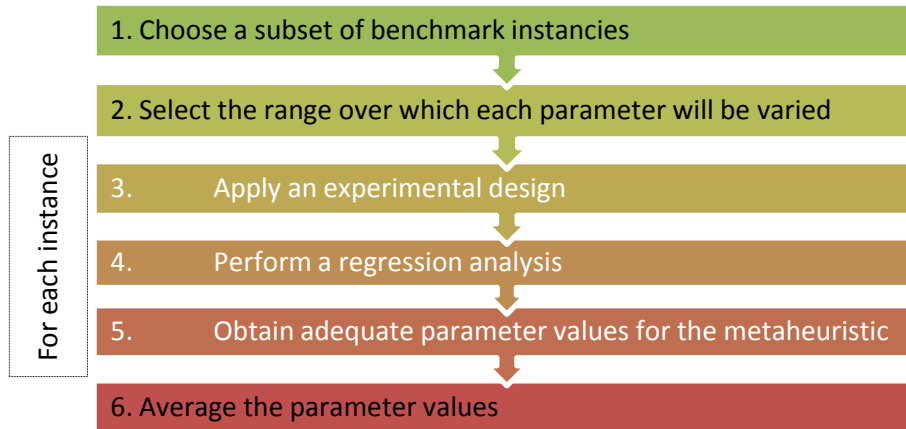 1. Choose a subset of benchmark instancies
2. Select the range over which each parameter will be varied
For each instance
3. Apply an experimental design
4. Perform a regression analysis
5. Obtain adequate parameter values for the metaheuristic
6. Average the parameter values